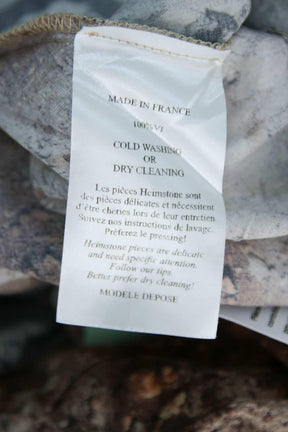 MADE IN FRANCE
100% VI
COLD WASHING
OR
DRY CLEANING
Les pièces Heimstone sont
des pièces délicates et nécessitent
d'être chéries lors de leur entretien.
Suivez nos instructions de lavage.
Préferez le pressing!
Heimstone pieces are delicate
and need specific attention.
Follow our tips.
Better prefer dry cleaning!
MODELE DEPOSE